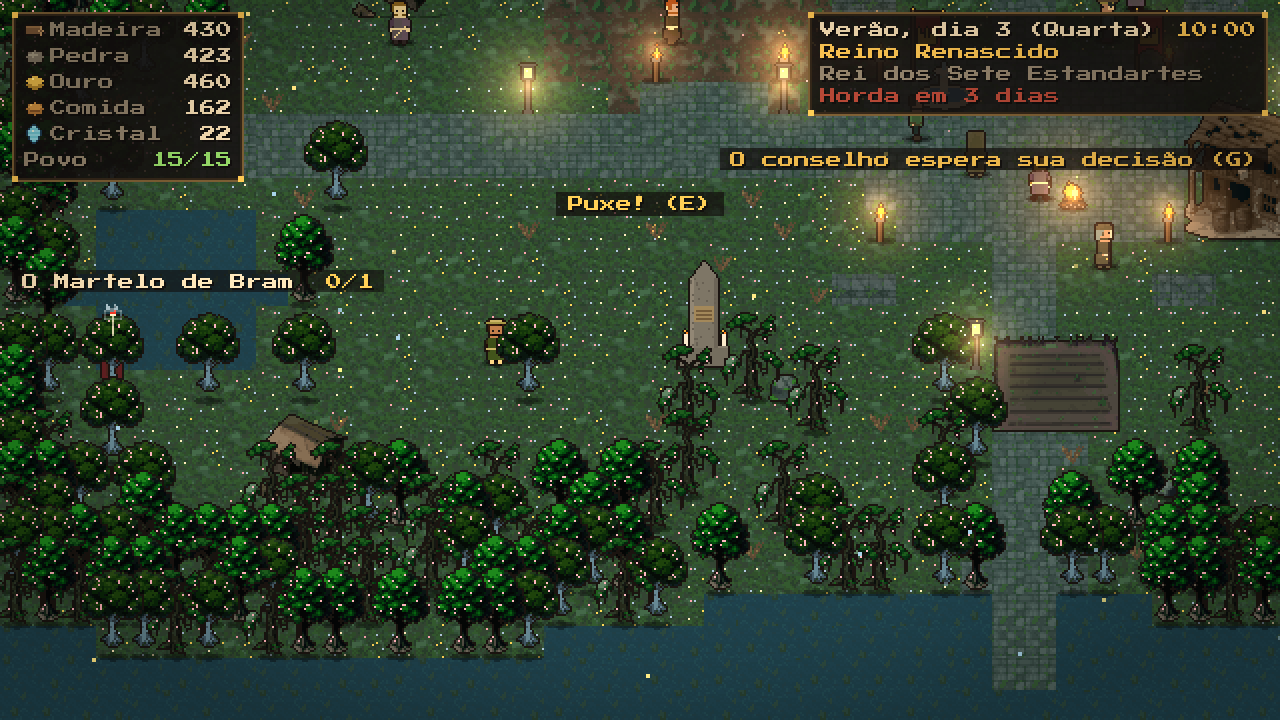 Madeira 430
Pedra 423
Ouro 460
Comida 162
Cristal 22
Povo 15/15
Verão, dia 3 (Quarta) 10:00
Reino Renascido
Rei dos Sete Estandartes
Horda em 3 dias
O conselho espera sua decisão (G)
Puxe! (E)
O Martelo de Bram 0/1